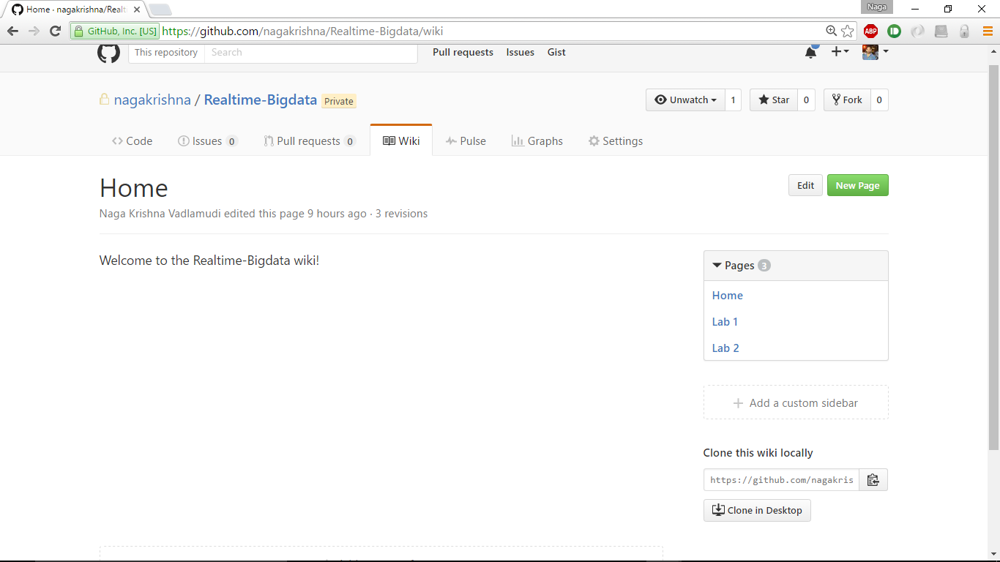 Home · nagakrishna/Realt
Naga
GitHub, Inc. [US] https://github.com/nagakrishna/Realtime-Bigdata/wiki
ABP
This repository Search Pull requests Issues Gist
nagakrishna / Realtime-Bigdata Private
Unwatch 1 Star 0 Fork 0
Code Issues 0 Pull requests 0 Wiki Pulse Graphs Settings
Home
Edit New Page
Naga Krishna Vadlamudi edited this page 9 hours ago · 3 revisions
Welcome to the Realtime-Bigdata wiki!
Pages 3
Home
Lab 1
Lab 2
Add a custom sidebar
Clone this wiki locally
https://github.com/nagakris
Clone in Desktop